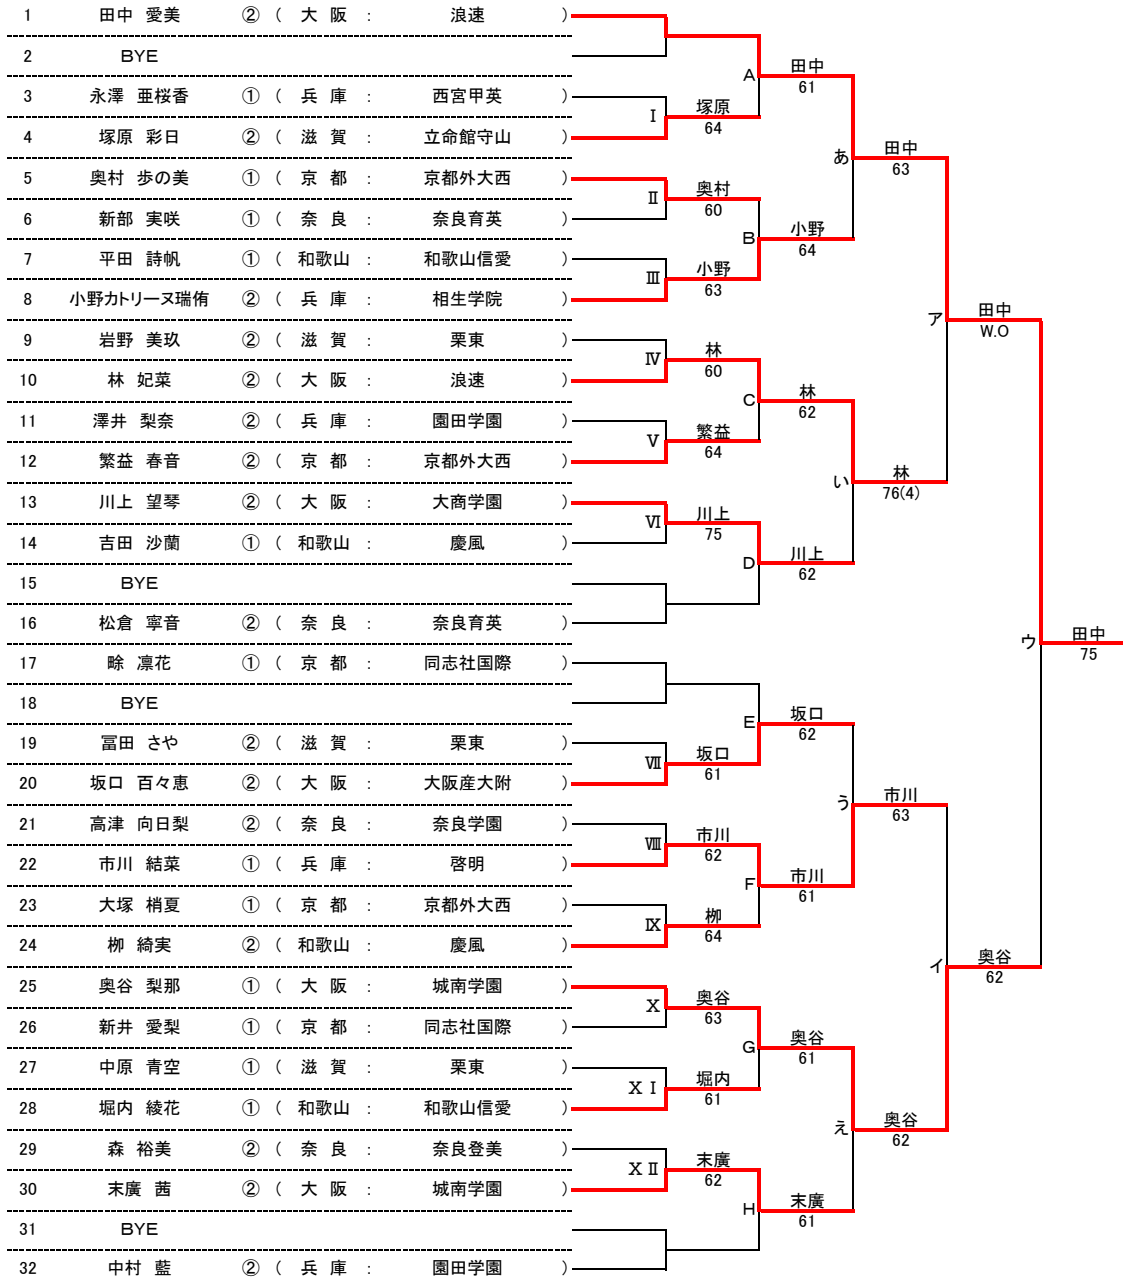 1 田中 愛美 ② ( 大 阪 : 浪速 )
2 BYE
3 永澤 亜桜香 ① ( 兵 庫 : 西宮甲英 )
4 塚原 彩日 ② ( 滋 賀 : 立命館守山 )
5 奥村 歩の美 ① ( 京 都 : 京都外大西 )
6 新部 実咲 ① ( 奈 良 : 奈良育英 )
7 平田 詩帆 ① ( 和歌山 : 和歌山信愛 )
8 小野カトリーヌ瑞侑 ② ( 兵 庫 : 相生学院 )
9 岩野 美玖 ② ( 滋 賀 : 栗東 )
10 林 妃菜 ② ( 大 阪 : 浪速 )
11 澤井 梨奈 ② ( 兵 庫 : 園田学園 )
12 繁益 春音 ② ( 京 都 : 京都外大西 )
13 川上 望琴 ② ( 大 阪 : 大商学園 )
14 吉田 沙蘭 ① ( 和歌山 : 慶風 )
15 BYE
16 松倉 寧音 ② ( 奈 良 : 奈良育英 )
17 畭 凛花 ① ( 京 都 : 同志社国際 )
18 BYE
19 冨田 さや ② ( 滋 賀 : 栗東 )
20 坂口 百々恵 ② ( 大 阪 : 大阪産大附 )
21 高津 向日梨 ② ( 奈 良 : 奈良学園 )
22 市川 結菜 ① ( 兵 庫 : 啓明 )
23 大塚 梢夏 ① ( 京 都 : 京都外大西 )
24 栁 綺実 ② ( 和歌山 : 慶風 )
25 奥谷 梨那 ① ( 大 阪 : 城南学園 )
26 新井 愛梨 ① ( 京 都 : 同志社国際 )
27 中原 青空 ① ( 滋 賀 : 栗東 )
28 堀内 綾花 ① ( 和歌山 : 和歌山信愛 )
29 森 裕美 ② ( 奈 良 : 奈良登美 )
30 末廣 茜 ② ( 大 阪 : 城南学園 )
31 BYE
32 中村 藍 ② ( 兵 庫 : 園田学園 )
Ⅰ 塚原
64
Ⅱ 奥村
60
Ⅲ 小野
63
Ⅳ 林
60
Ⅴ 繁益
64
Ⅵ 川上
75
Ⅶ 坂口
61
Ⅷ 市川
62
Ⅸ 栁
64
Ⅹ 奥谷
63
ⅩⅠ 堀内
61
ⅩⅡ 末廣
62
A 田中
61
B 小野
64
C 林
62
D 川上
62
E 坂口
62
F 市川
61
G 奥谷
61
H 末廣
61
あ 田中
63
い 林
76(4)
う 市川
63
え 奥谷
62
ア 田中
W.O
イ 奥谷
62
ウ 田中
75